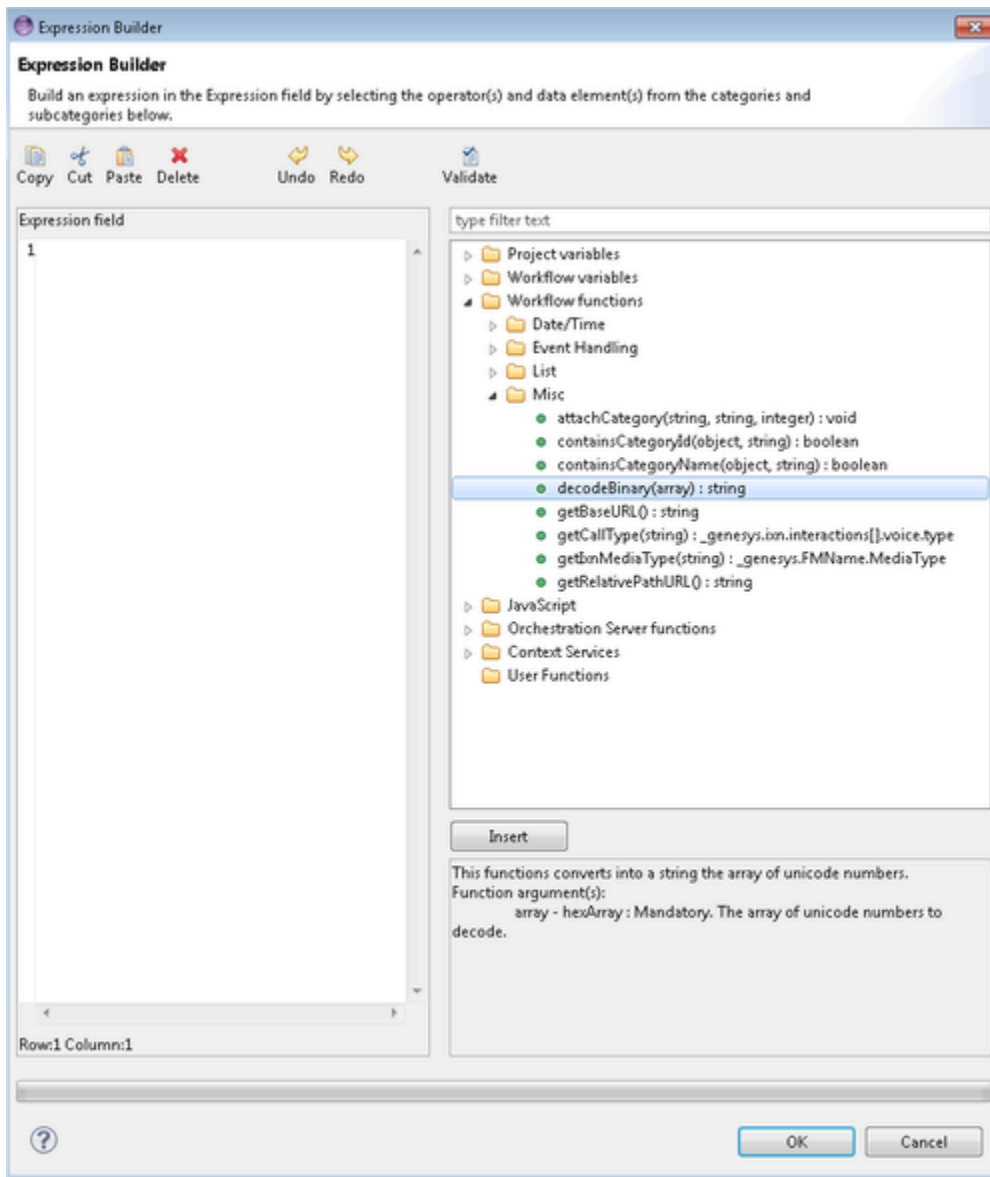 Expression Builder
Expression Builder
Build an expression in the Expression field by selecting the operator(s) and data element(s) from the categories and
subcategories below.
Copy Cut Paste Delete Undo Redo Validate
Expression field
type filter text
1
Project variables
Workflow variables
Workflow functions
Date/Time
Event Handling
List
Misc
attachCategory(string, string, integer) : void
containsCategoryId(object, string) : boolean
containsCategoryName(object, string) : boolean
decodeBinary(array) : string
getBaseURL() : string
getCallType(string) : _genesys.ixn.interactions[].voice.type
getIxnMediaType(string) : _genesys.FMName.MediaType
getRelativePathURL() : string
JavaScript
Orchestration Server functions
Context Services
User Functions
Insert
This functions converts into a string the array of unicode numbers.
Function argument(s):
array - hexArray : Mandatory. The array of unicode numbers to
decode.
Row:1 Column:1
?
OK Cancel